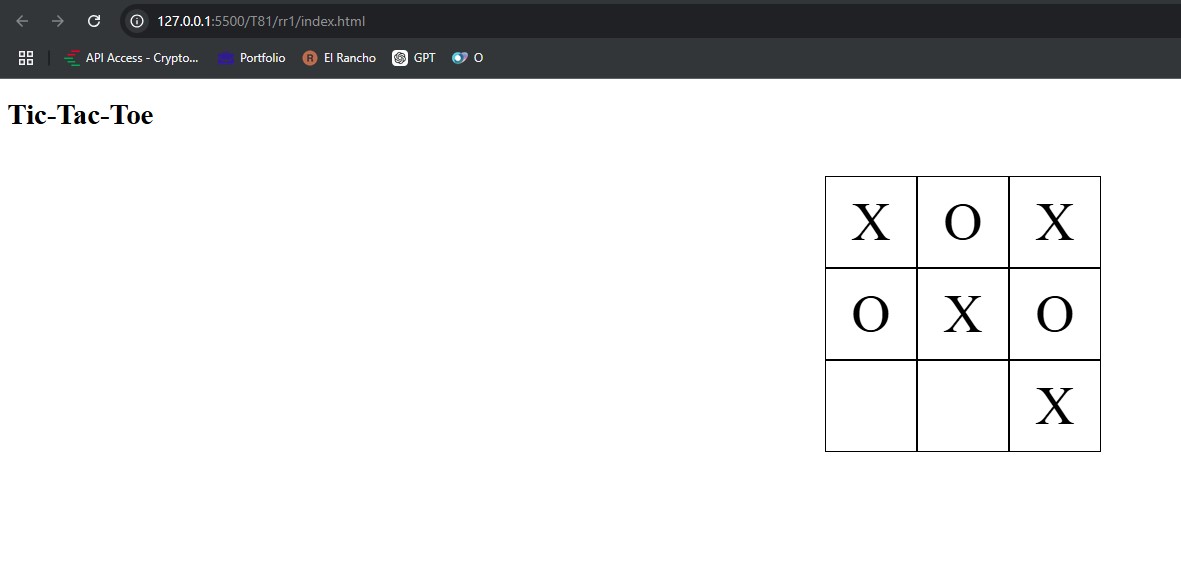 127.0.0.1:5500/T81/rr1/index.html
API Access - Crypto... Portfolio R El Rancho GPT O
Tic-Tac-Toe
X O X
O X O
X